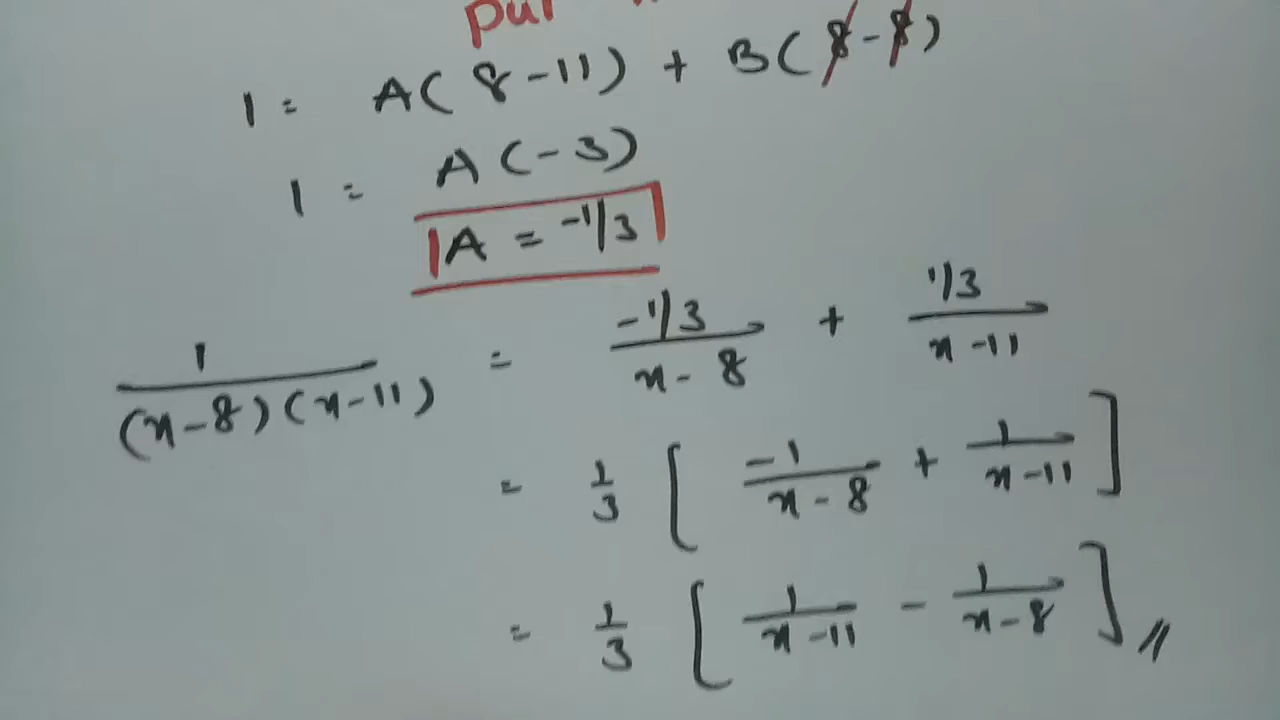 put
1 = A(8-11) + B(8-8)
1 = A(-3)
A = -1/3
1/(x-8)(x-11) = -1/3/x-8 + 1/3/x-11
= 1/3 [ -1/x-8 + 1/x-11 ]
= 1/3 [ 1/x-11 - 1/x-8 ] //